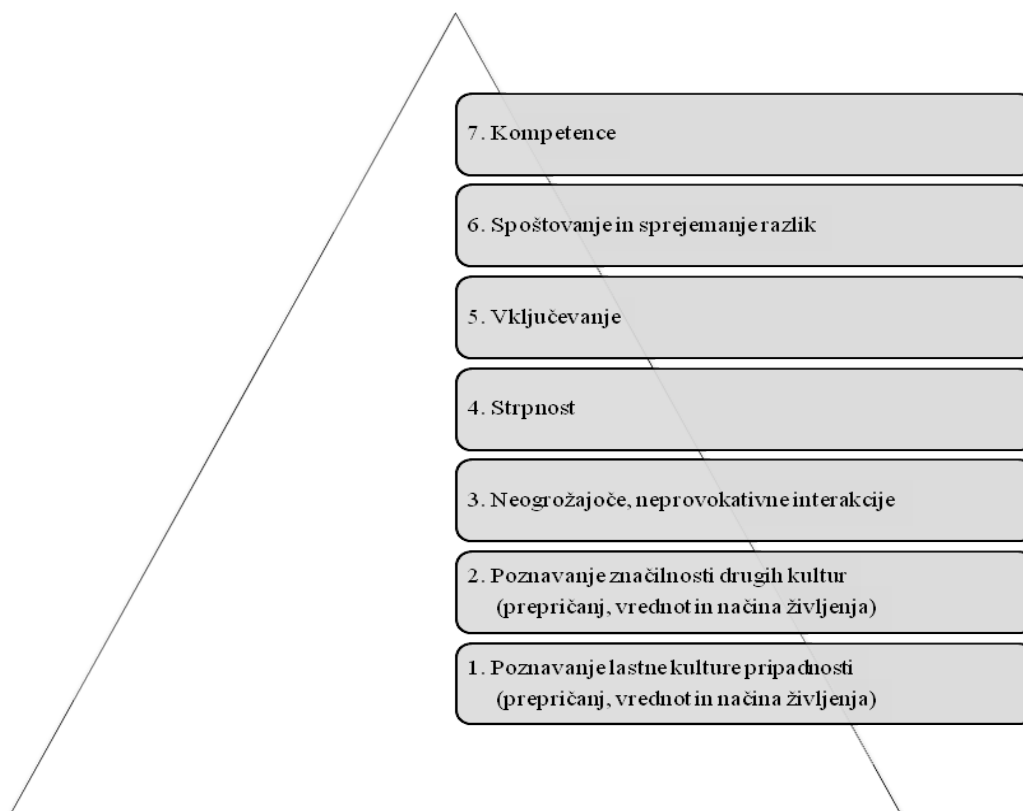 7. Kompetence
6. Spoštovanje in sprejemanje razlik
5. Vključevanje
4. Strpnost
3. Neogrožajoče, neprovokativne interakcije
2. Poznavanje značilnosti drugih kultur
(prepričanj, vrednot in načina življenja)
1. Poznavanje lastne kulture pripadnosti
(prepričanj, vrednot in načina življenja)